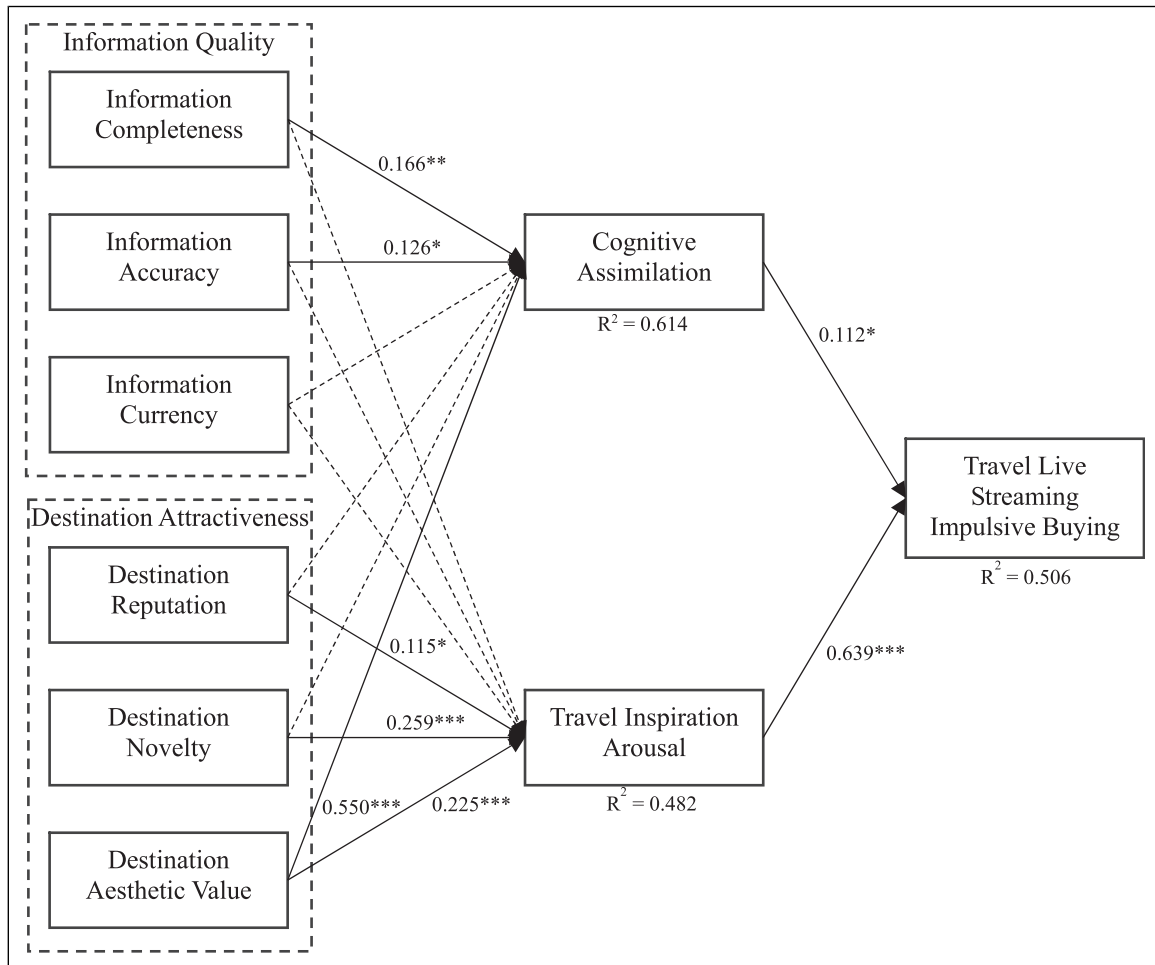 Information Quality
Information
Completeness
0.166**
Information
Accuracy
0.126*
Cognitive
Assimilation
R² = 0.614
0.112*
Information
Currency
Travel Live
Streaming
Impulsive Buying
R² = 0.506
Destination Attractiveness
Destination
Reputation
0.115*
0.639***
Destination
Novelty
0.259***
Travel Inspiration
Arousal
R² = 0.482
0.550***
0.225***
Destination
Aesthetic Value